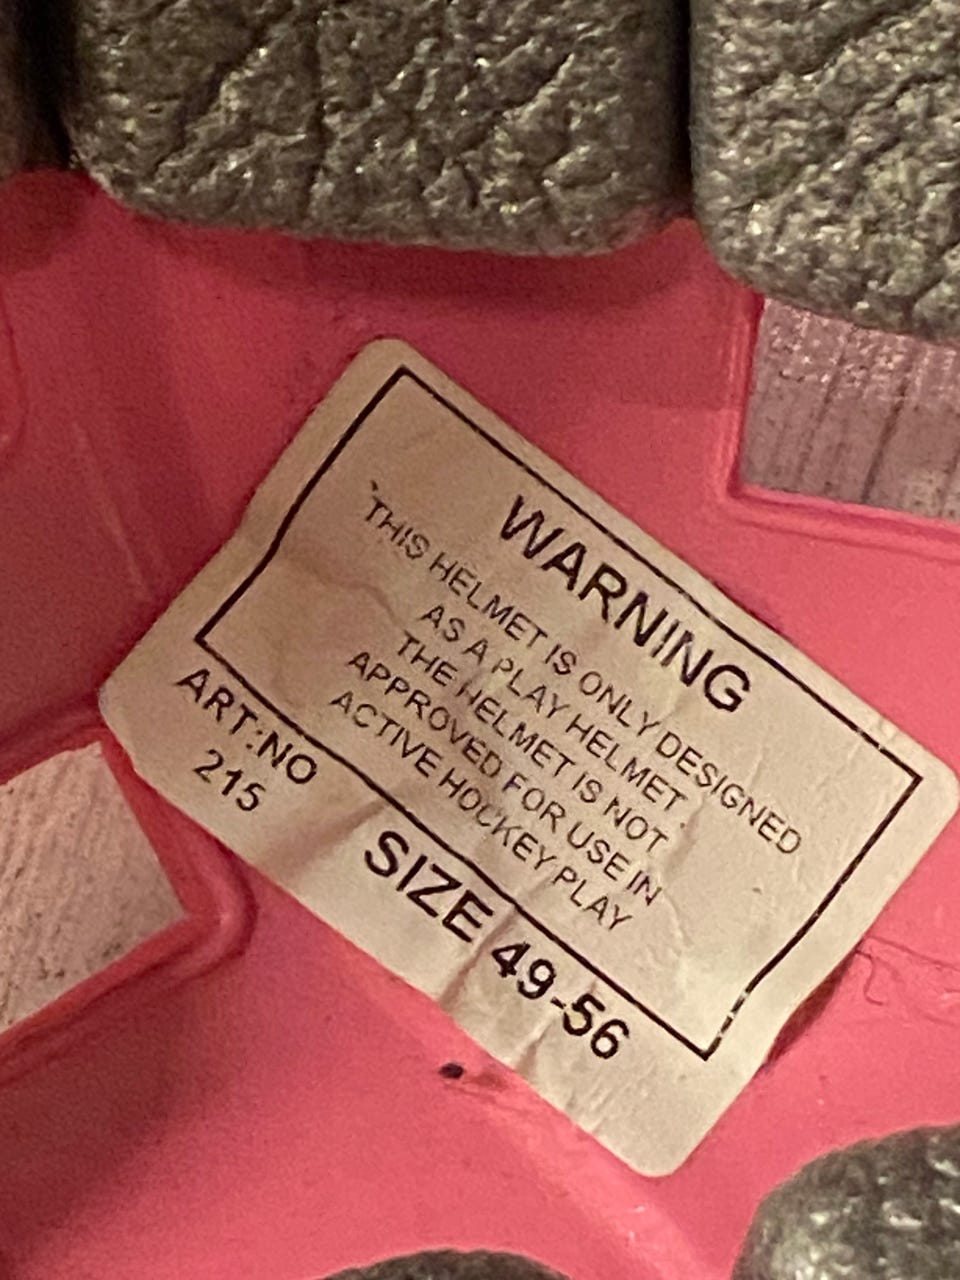 WARNING
THIS HELMET IS ONLY DESIGNED
AS A PLAY HELMET.
THE HELMET IS NOT
APPROVED FOR USE IN
ACTIVE HOCKEY PLAY
ART:NO
215
SIZE 49-56